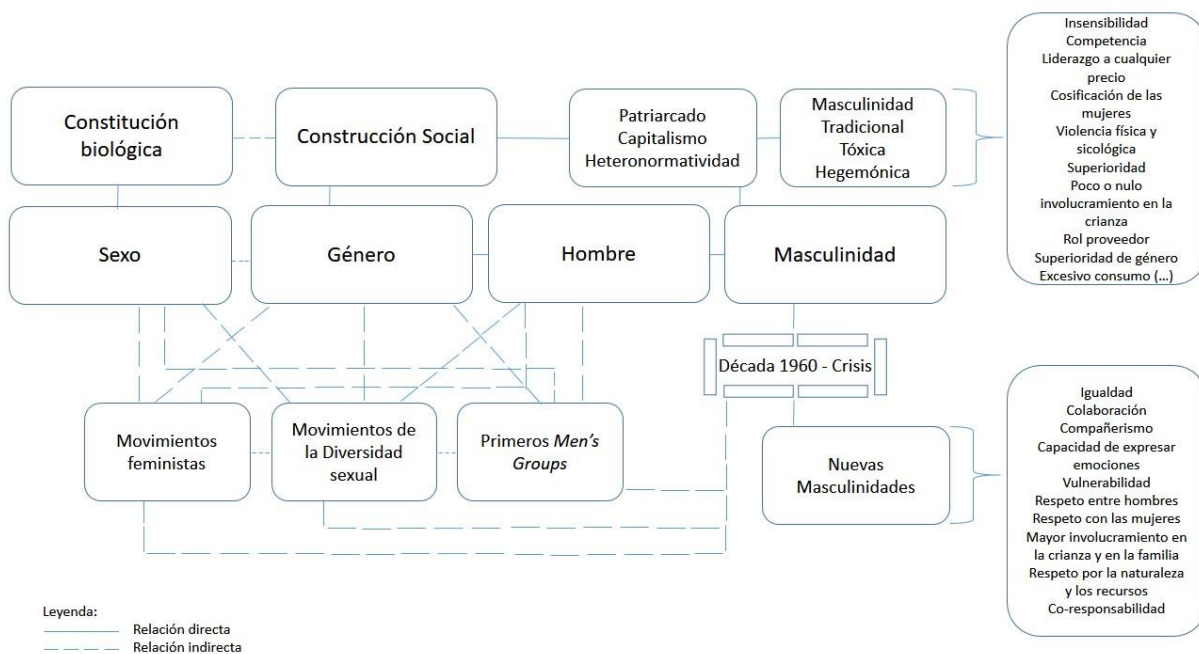 Constitución
biológica
Construcción Social
Patriarcado
Capitalismo
Heteronormatividad
Masculinidad
Tradicional
Tóxica
Hegemónica
Insensibilidad
Competencia
Liderazgo a cualquier
precio
Cosificación de las
mujeres
Violencia física y
sicológica
Superioridad
Poco o nulo
involucramiento en la
crianza
Rol proveedor
Superioridad de género
Excesivo consumo (...)
Sexo
Género
Hombre
Masculinidad
Década 1960 - Crisis
Movimientos
feministas
Movimientos de
la Diversidad
sexual
Primeros Men's
Groups
Nuevas
Masculinidades
Igualdad
Colaboración
Compañerismo
Capacidad de expresar
emociones
Vulnerabilidad
Respeto entre hombres
Respeto con las mujeres
Mayor involucramiento en
la crianza y en la familia
Respeto por la naturaleza
y los recursos
Co-responsabilidad
Leyenda:
Relación directa
Relación indirecta